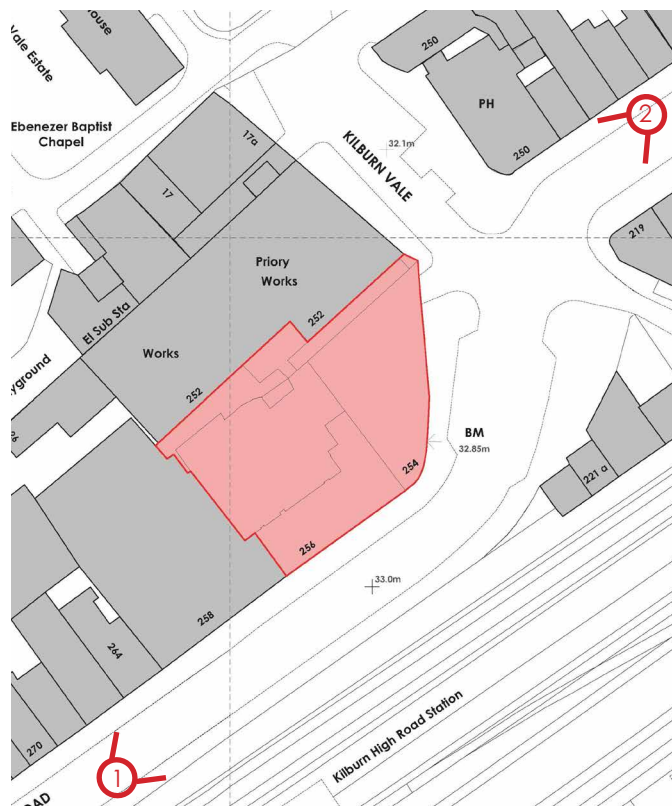 ouse
Vale Estate
250
2
PH
Ebenezer Baptist
Chapel
17a
KILBURN VALE
32.1m
250
17
219
Priory
Works
El Sub Sta
252
Works
252
yground
26
BM
32.85m
254
221 a
256
33.0m
258
264
Kilburn High Road Station
270
1
OAD